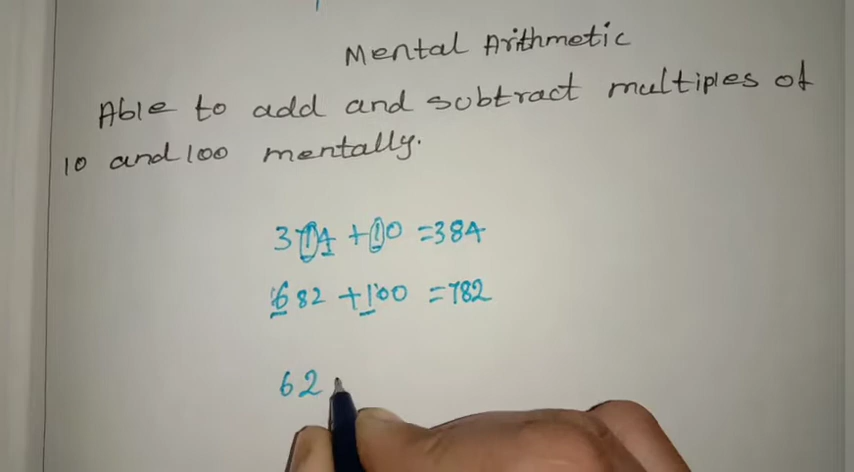 Mental Arithmetic
Able to add and subtract multiples of
10 and 100 mentally.
374 + 10 = 384
682 + 100 = 782
62